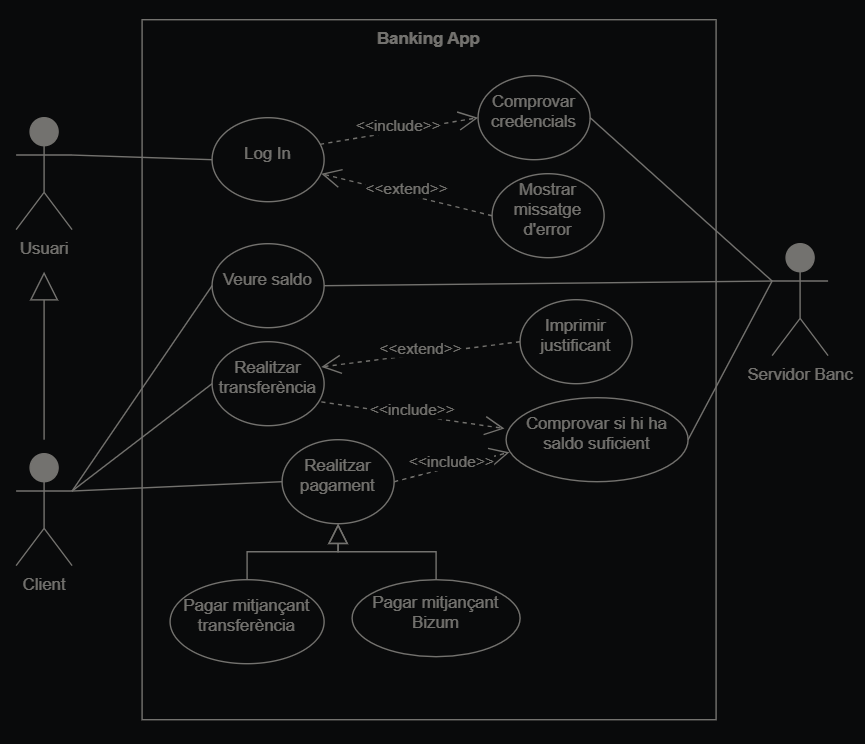 Banking App
Comprovar
credencials
<<include>>
Log In
<<extend>>
Mostrar
missatge
d'error
Usuari
Veure saldo
Imprimir
justificant
<<extend>>
Realitzar
transferència
Servidor Banc
<<include>>
Comprovar si hi ha
saldo suficient
Realitzar
pagament
<<include>>
Client
Pagar mitjançant
transferència
Pagar mitjançant
Bizum